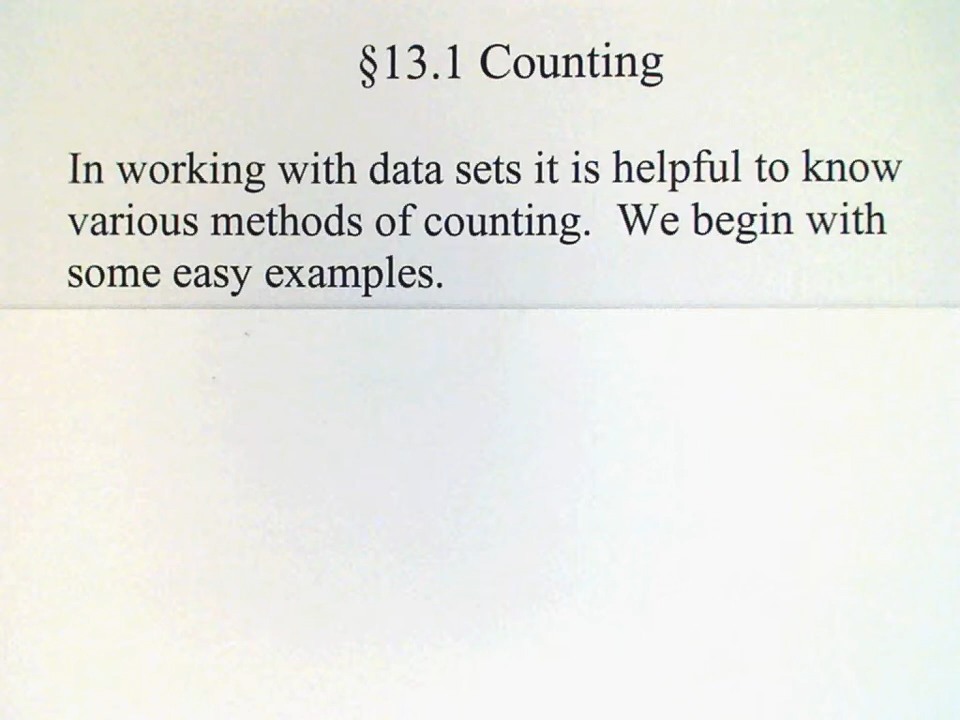 §13.1 Counting
In working with data sets it is helpful to know
various methods of counting.  We begin with
some easy examples.